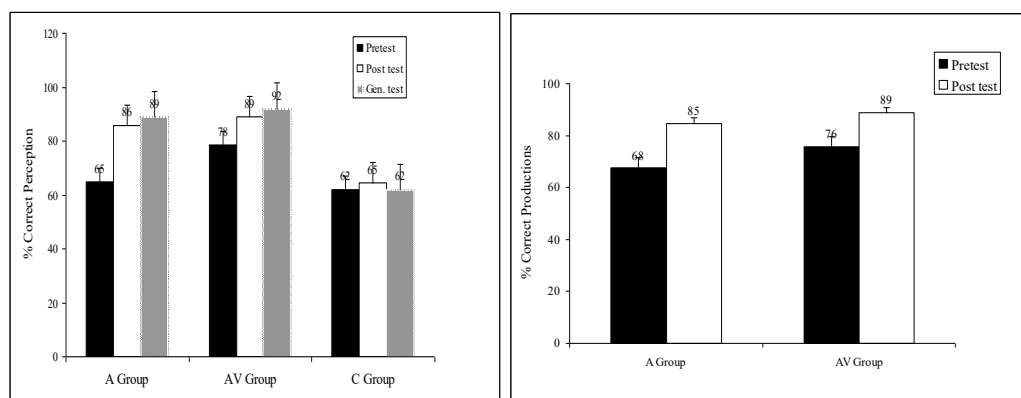 120
100
80
60
40
20
0
% Correct Perception
Pretest
Post test
Gen. test
65
86
89
78
89
92
62
65
62
A Group
AV Group
C Group
100
80
60
40
20
0
% Correct Productions
Pretest
Post test
68
85
76
89
A Group
AV Group